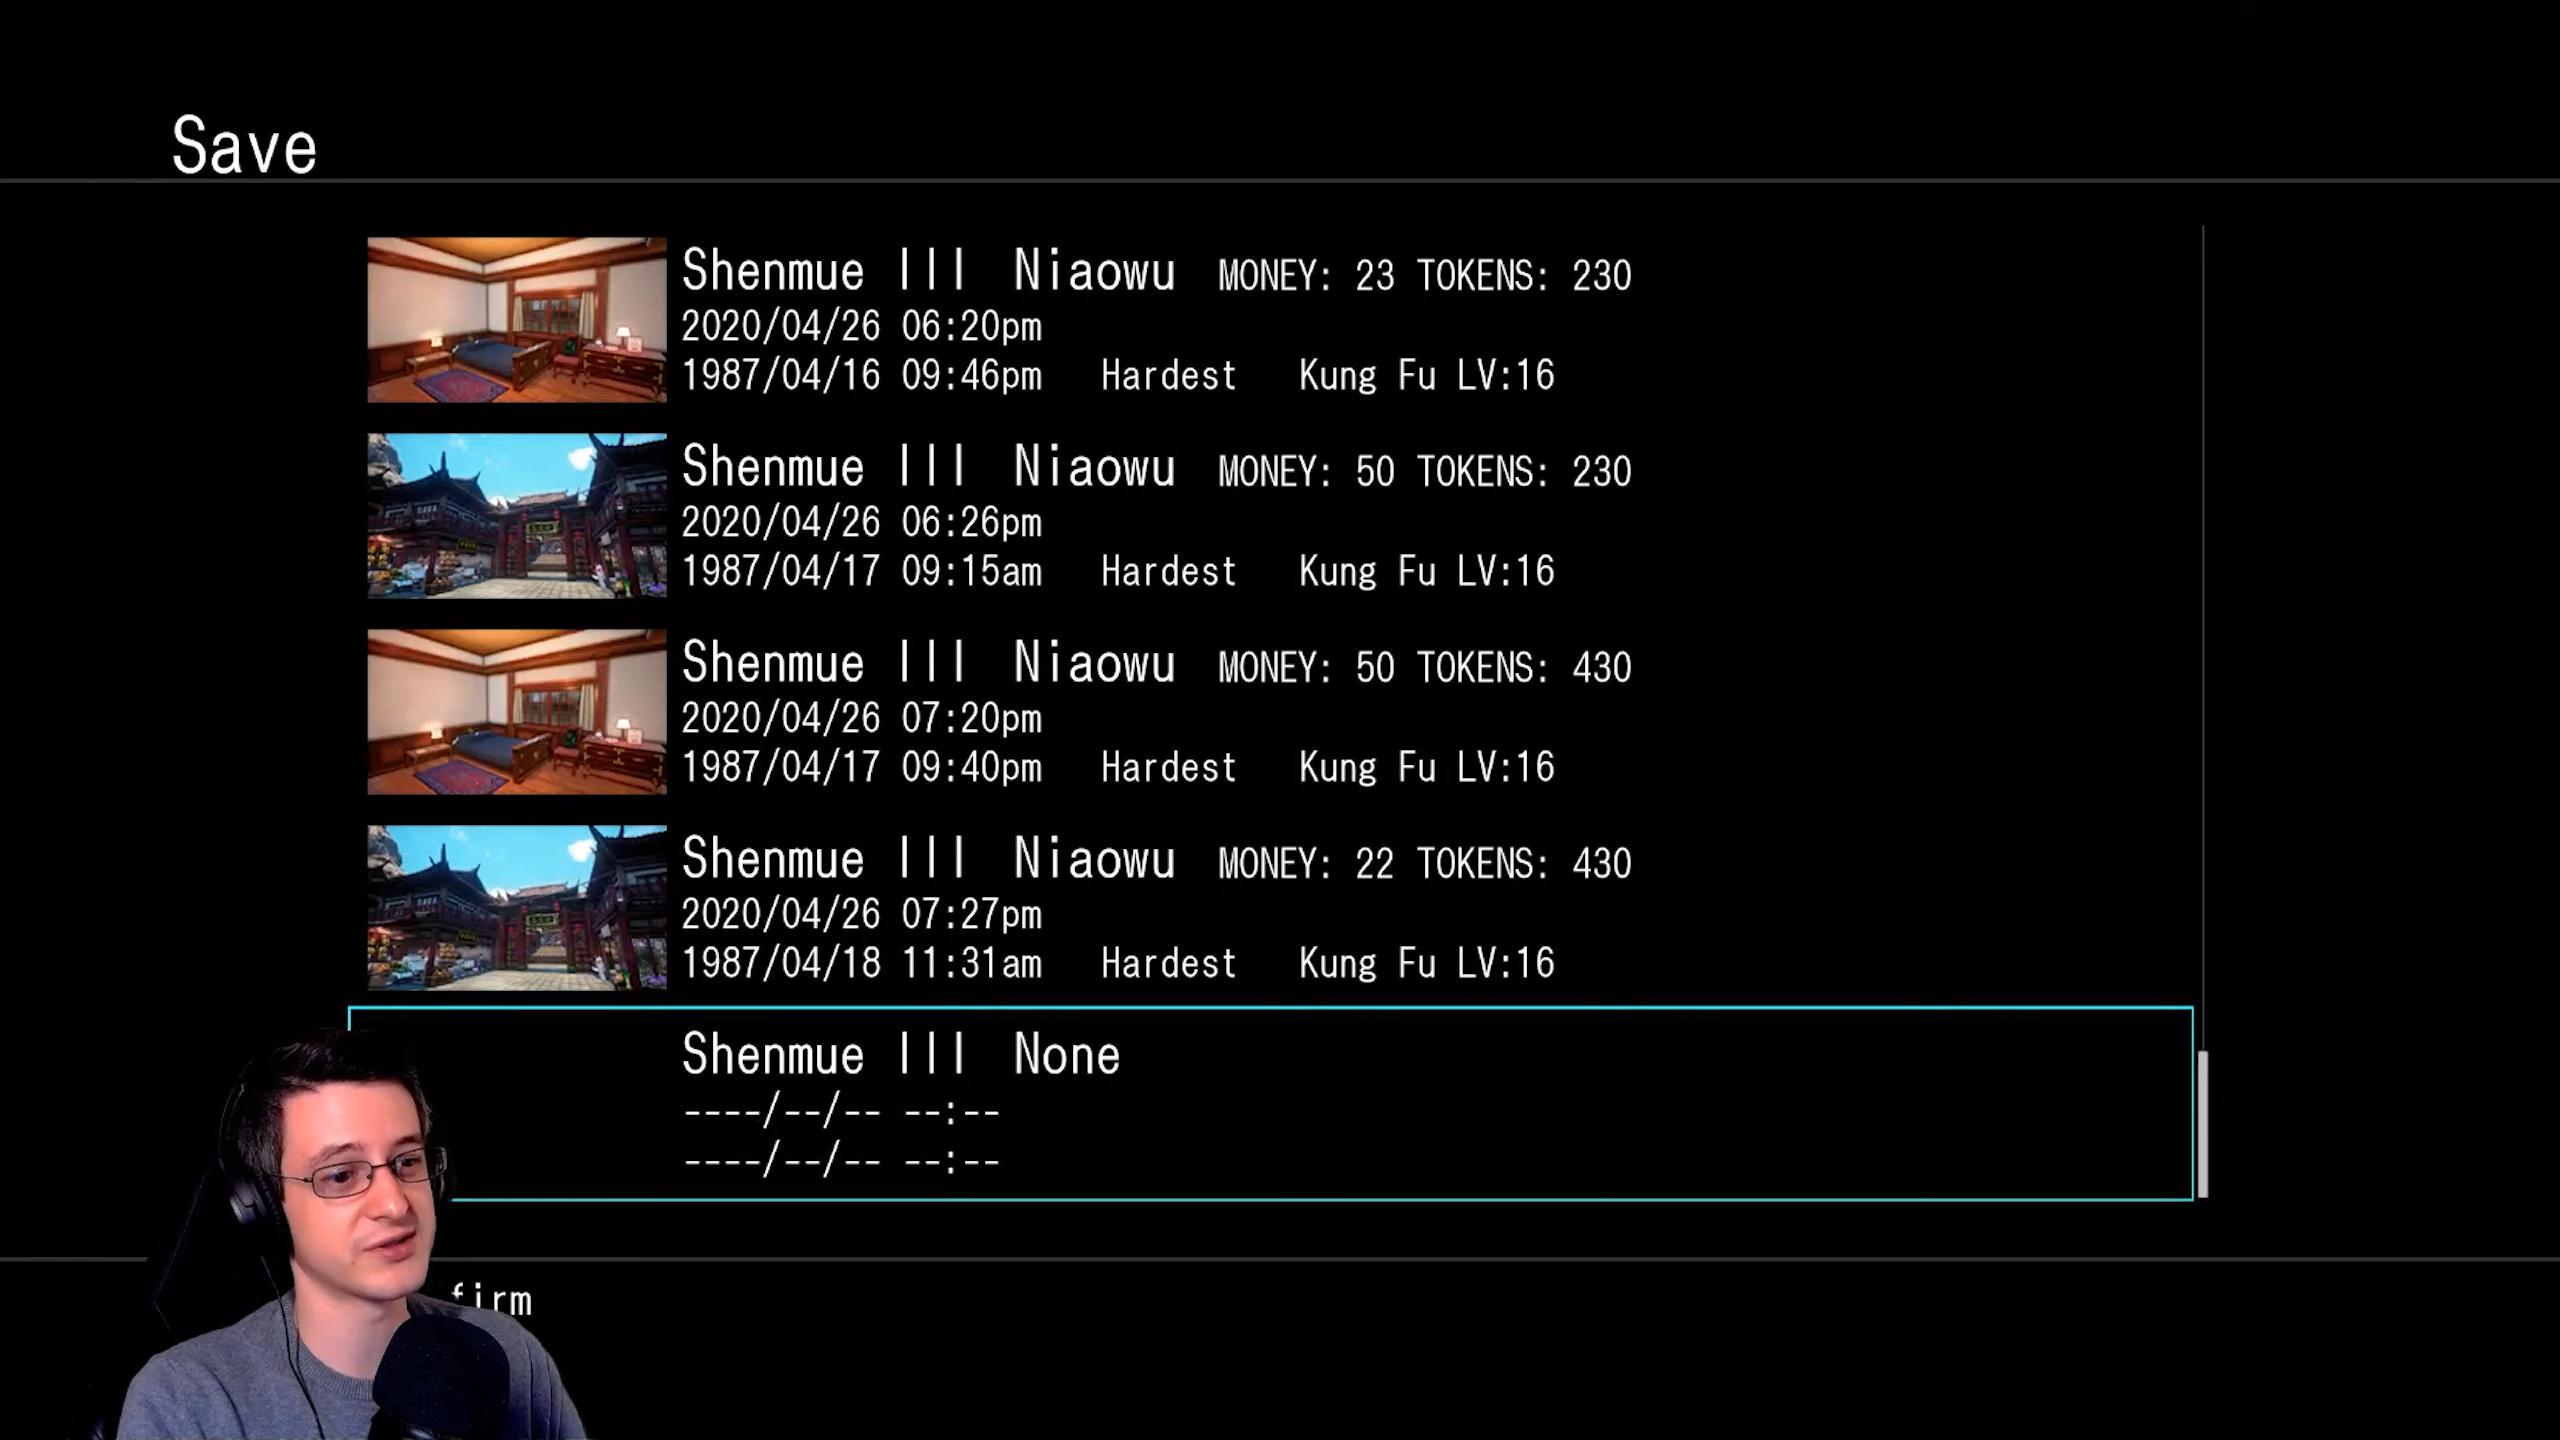 Save
Shenmue III Niaowu MONEY: 23 TOKENS: 230
2020/04/26 06:20pm
1987/04/16 09:46pm Hardest Kung Fu LV:16
Shenmue III Niaowu MONEY: 50 TOKENS: 230
2020/04/26 06:26pm
1987/04/17 09:15am Hardest Kung Fu LV:16
Shenmue III Niaowu MONEY: 50 TOKENS: 430
2020/04/26 07:20pm
1987/04/17 09:40pm Hardest Kung Fu LV:16
Shenmue III Niaowu MONEY: 22 TOKENS: 430
2020/04/26 07:27pm
1987/04/18 11:31am Hardest Kung Fu LV:16
Shenmue III None
----/--/-- --:--
----/--/-- --:--
firm